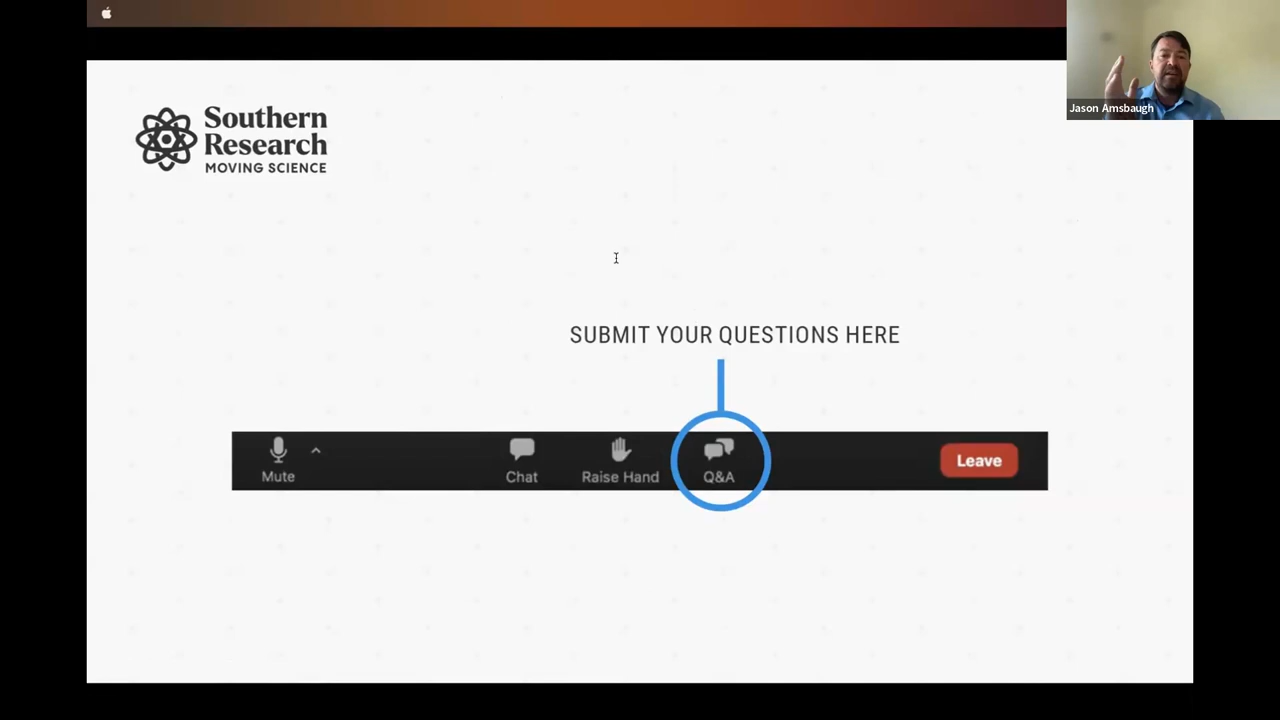 Jason Amsbaugh
Southern
Research
MOVING SCIENCE
SUBMIT YOUR QUESTIONS HERE
Mute
Chat
Raise Hand
Q&A
Leave